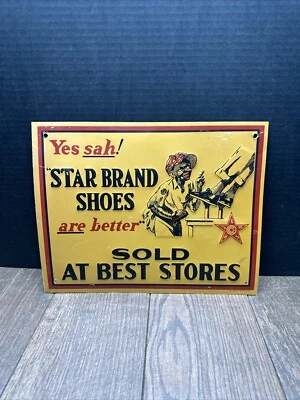 Yes sah!
"STAR BRAND
SHOES
are better"
SOLD
AT BEST STORES